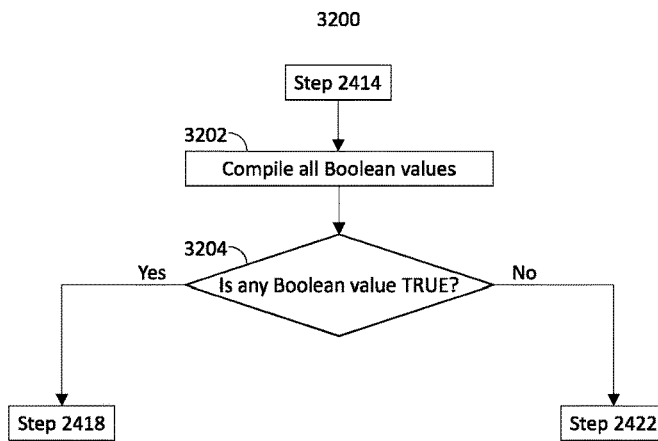 3200
Step 2414
3202
Compile all Boolean values
3204
Yes
Is any Boolean value TRUE?
No
Step 2418
Step 2422